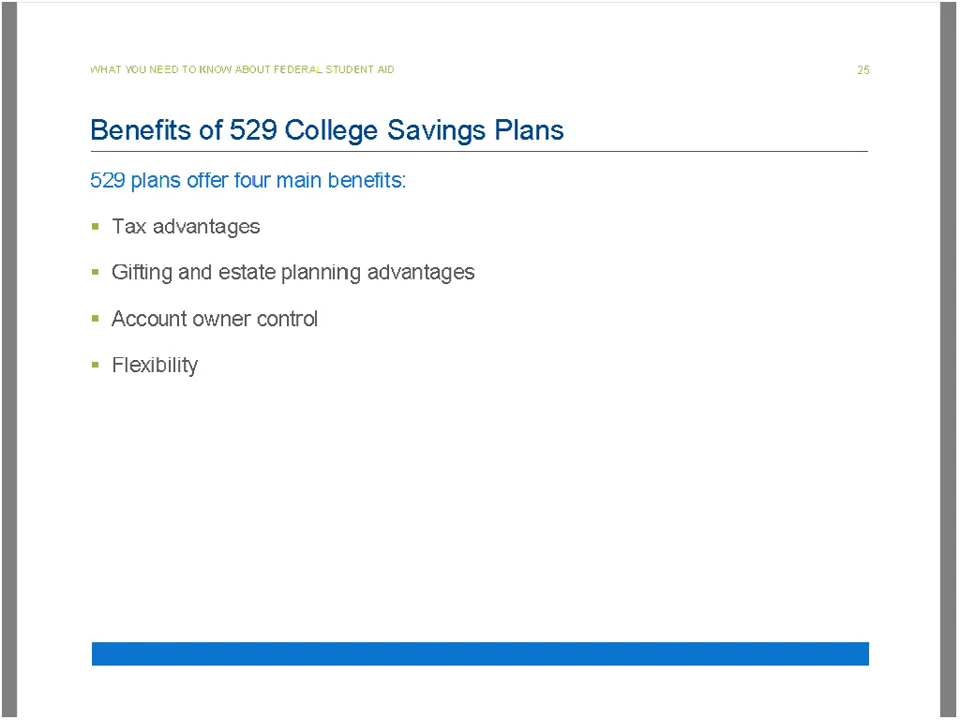 WHAT YOU NEED TO KNOW ABOUT FEDERAL STUDENT AID 25
Benefits of 529 College Savings Plans
529 plans offer four main benefits:
▪ Tax advantages
▪ Gifting and estate planning advantages
▪ Account owner control
▪ Flexibility